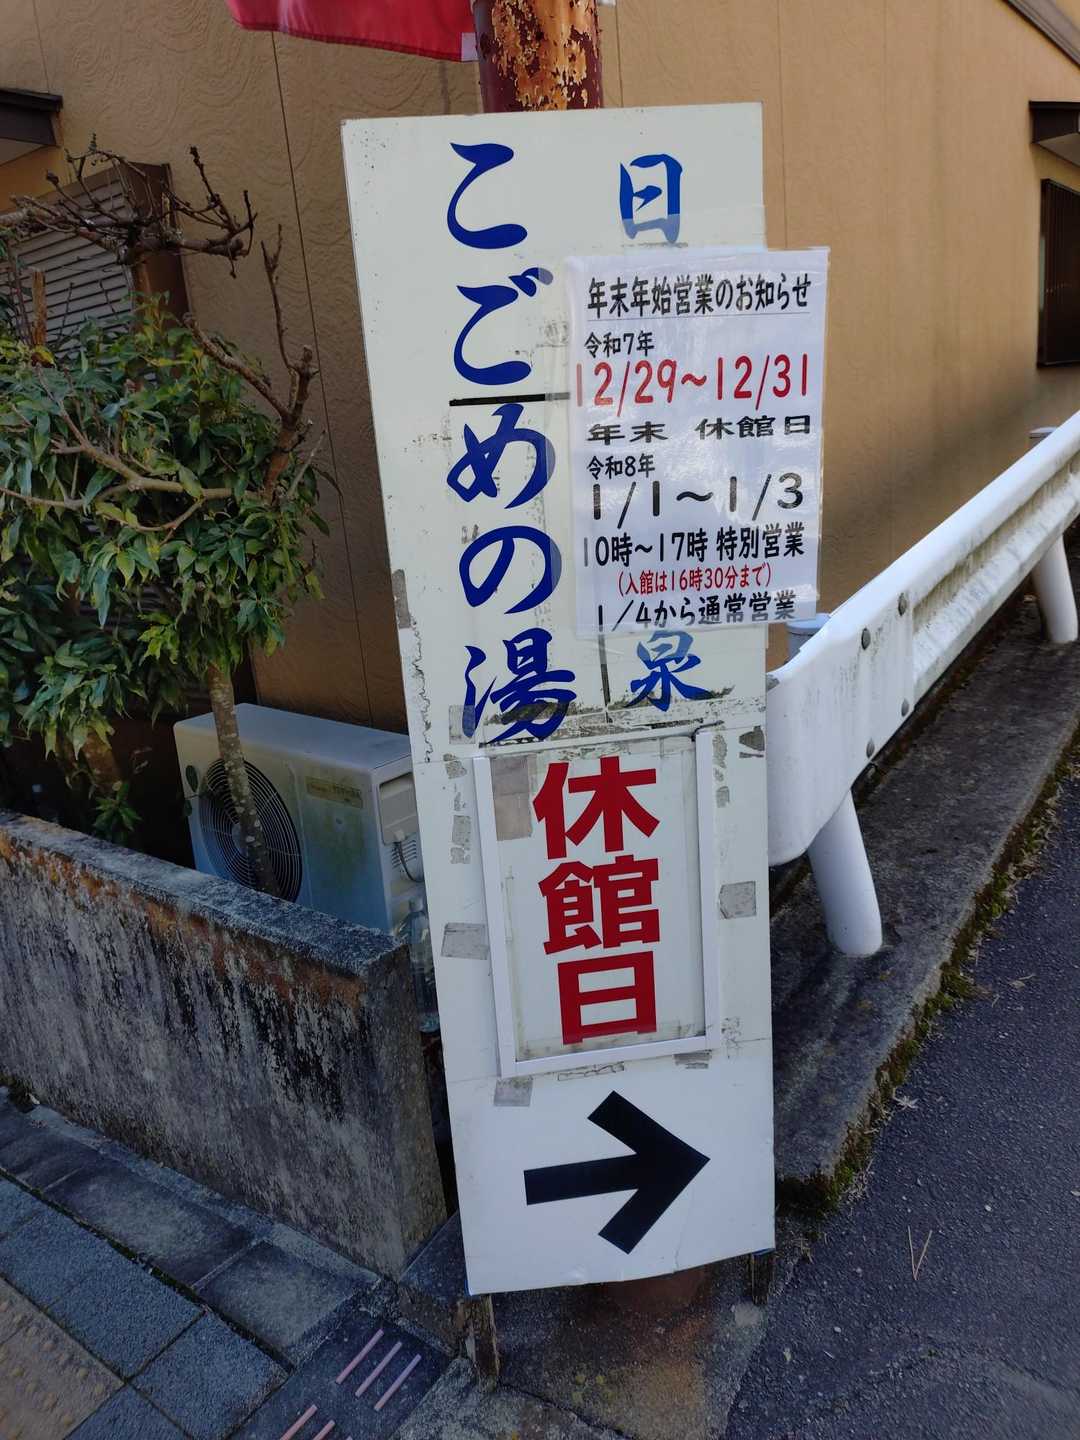 日
泉
こごめの湯
年末年始営業のお知らせ
令和7年
12/29～12/31
年末 休館日
令和8年
1/1～1/3
10時～17時 特別営業
(入館は16時30分まで)
1/4から通常営業
休館日